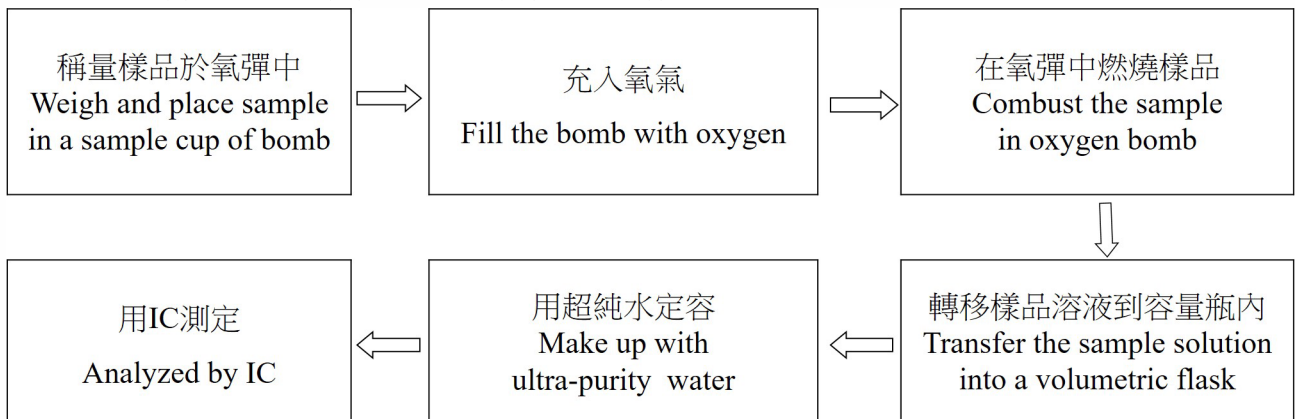 稱量樣品於氧彈中
Weigh and place sample
in a sample cup of bomb
充入氧氣
Fill the bomb with oxygen
在氧彈中燃燒樣品
Combust the sample
in oxygen bomb
轉移樣品溶液到容量瓶內
Transfer the sample solution
into a volumetric flask
用超純水定容
Make up with
ultra-purity water
用IC測定
Analyzed by IC